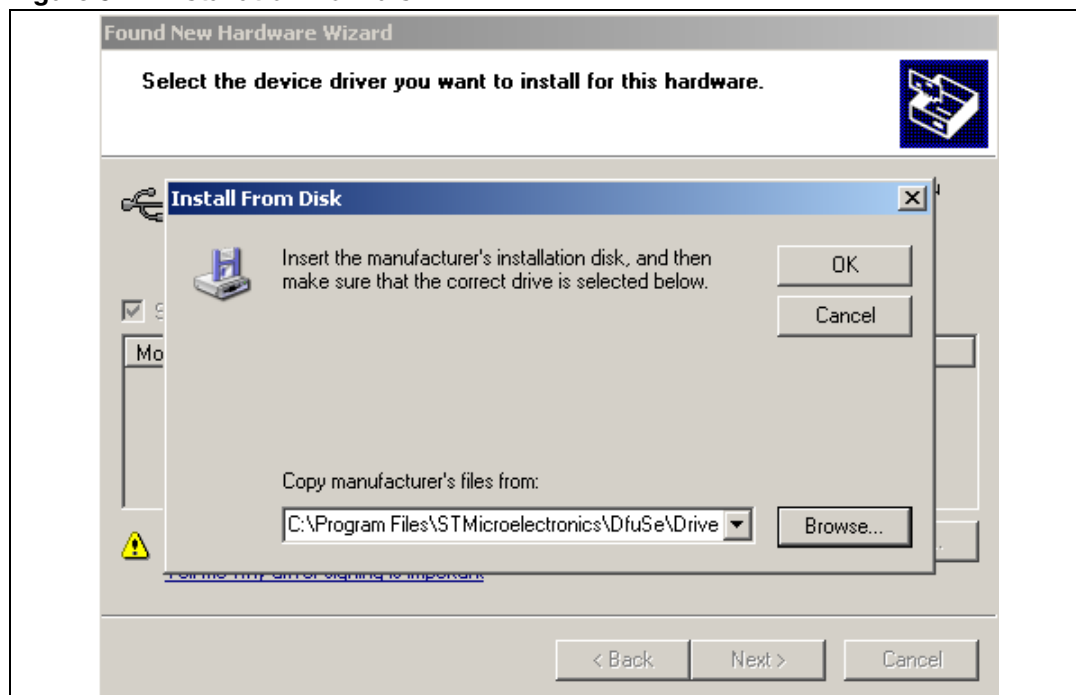 Found New Hardware Wizard
Select the device driver you want to install for this hardware.
Install From Disk
Insert the manufacturer's installation disk, and then
make sure that the correct drive is selected below.
OK
Cancel
Mo
Copy manufacturer's files from:
C:\Program Files\STMicroelectronics\DfuSe\Drive
Browse...
< Back
Next >
Cancel